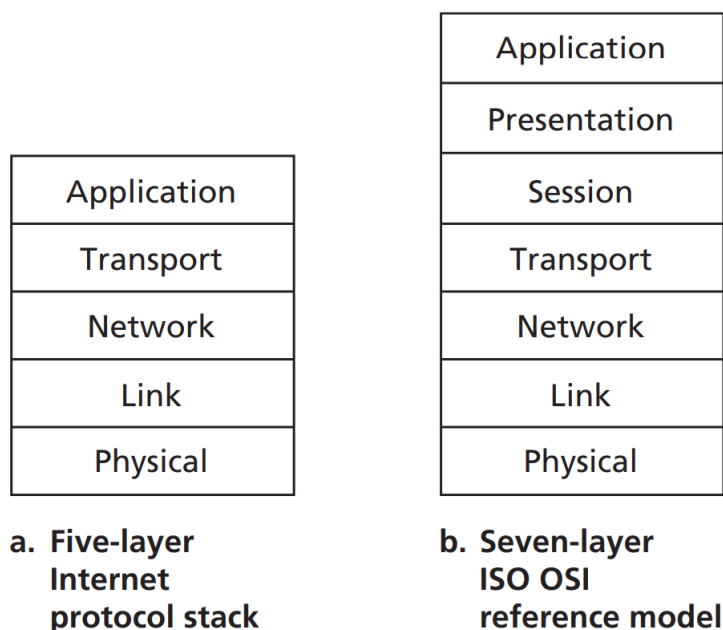 Application
Transport
Network
Link
Physical
a. Five-layer
Internet
protocol stack
Application
Presentation
Session
Transport
Network
Link
Physical
b. Seven-layer
ISO OSI
reference model